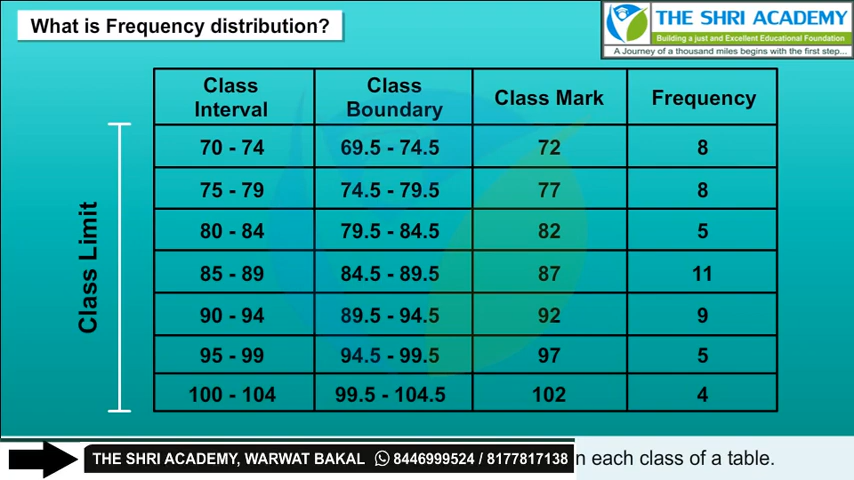 What is Frequency distribution?
THE SHRI ACADEMY
Building a just and Excellent Educational Foundation
A Journey of a thousand miles begins with the first step...
Class Interval Class Boundary Class Mark Frequency
70 - 74 69.5 - 74.5 72 8
75 - 79 74.5 - 79.5 77 8
80 - 84 79.5 - 84.5 82 5
85 - 89 84.5 - 89.5 87 11
90 - 94 89.5 - 94.5 92 9
95 - 99 94.5 - 99.5 97 5
100 - 104 99.5 - 104.5 102 4
Class Limit
THE SHRI ACADEMY, WARWAT BAKAL 8446999524 / 8177817138 n each class of a table.